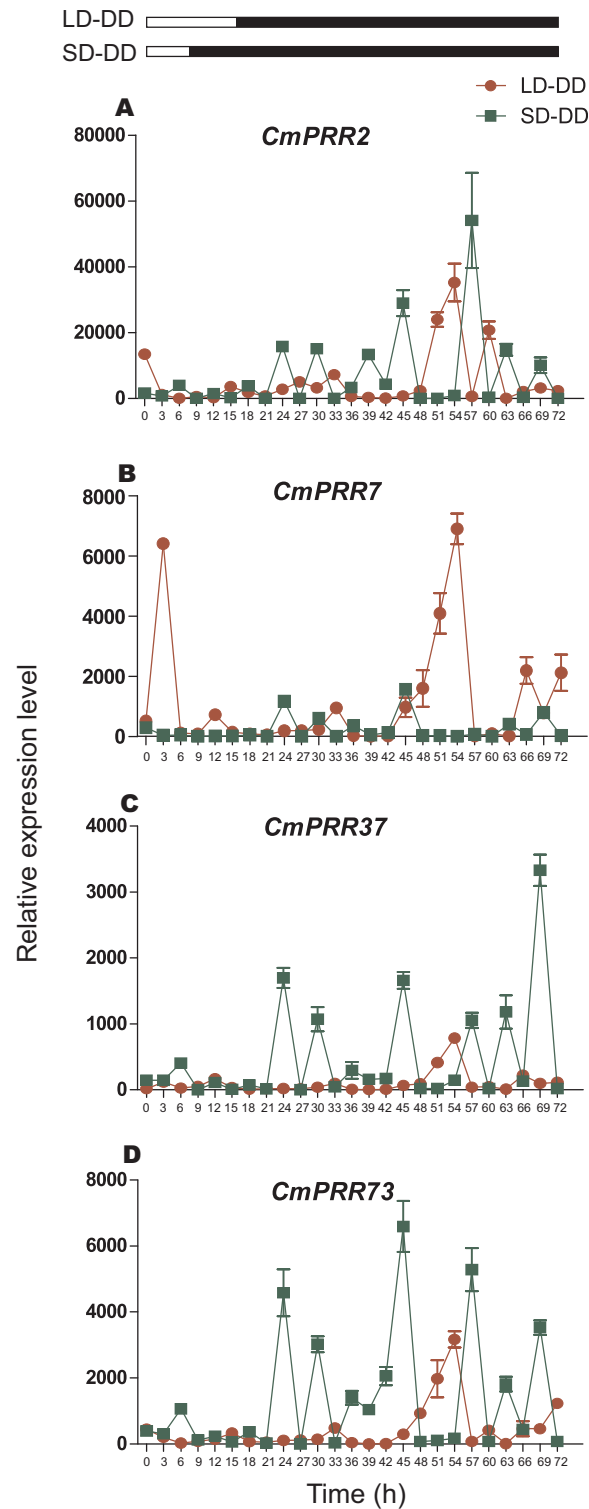 LD-DD
SD-DD
LD-DD
SD-DD
A
CmPRR2
80000
60000
40000
20000
0
0 3 6 9 12 15 18 21 24 27 30 33 36 39 42 45 48 51 54 57 60 63 66 69 72
B
CmPRR7
8000
6000
4000
2000
0
0 3 6 9 12 15 18 21 24 27 30 33 36 39 42 45 48 51 54 57 60 63 66 69 72
Relative expression level
C
CmPRR37
4000
3000
2000
1000
0
0 3 6 9 12 15 18 21 24 27 30 33 36 39 42 45 48 51 54 57 60 63 66 69 72
D
CmPRR73
8000
6000
4000
2000
0
0 3 6 9 12 15 18 21 24 27 30 33 36 39 42 45 48 51 54 57 60 63 66 69 72
Time (h)